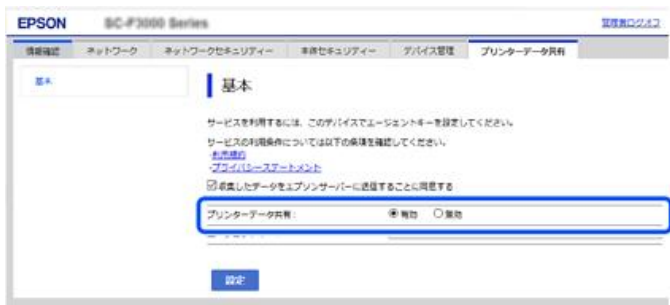 EPSON SC-F3000 Series 管理者ログオフ
情報確認 ネットワーク ネットワークセキュリティー 本体セキュリティー デバイス管理 プリンターデータ共有
基本
基本
サービスを利用するには、このデバイスでエージェントキーを設定してください。
サービスの利用条件については以下の条項を確認してください。
-利用規約
-プライバシーステートメント
収集したデータをエプソンサーバーに送信することに同意する
プリンターデータ共有: 有効 無効
設定